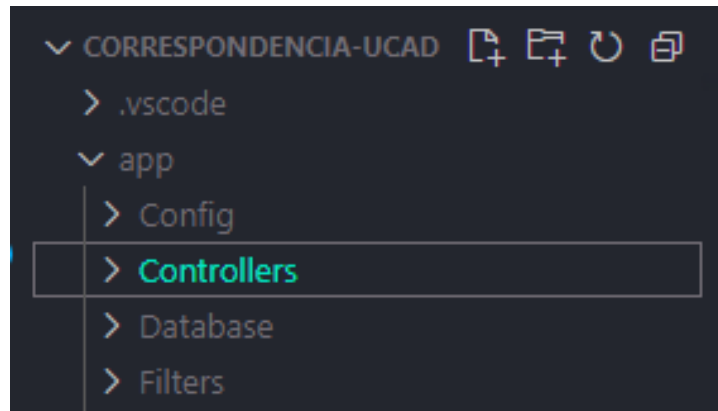 CORRESPONDENCIA-UCAD
.vscode
app
Config
Controllers
Database
Filters